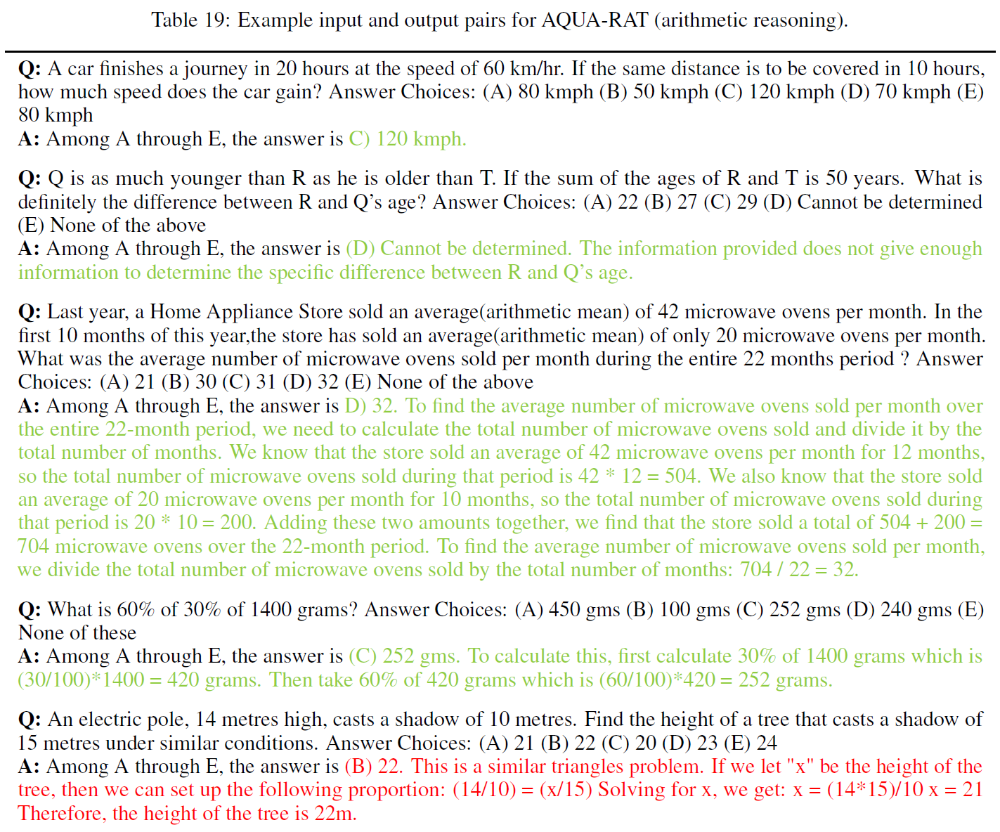 Table 19: Example input and output pairs for AQUA-RAT (arithmetic reasoning).
Q: A car finishes a journey in 20 hours at the speed of 60 km/hr. If the same distance is to be covered in 10 hours,
how much speed does the car gain? Answer Choices: (A) 80 kmph (B) 50 kmph (C) 120 kmph (D) 70 kmph (E)
80 kmph
A: Among A through E, the answer is C) 120 kmph.
Q: Q is as much younger than R as he is older than T. If the sum of the ages of R and T is 50 years. What is
definitely the difference between R and Q's age? Answer Choices: (A) 22 (B) 27 (C) 29 (D) Cannot be determined
(E) None of the above
A: Among A through E, the answer is (D) Cannot be determined. The information provided does not give enough
information to determine the specific difference between R and Q's age.
Q: Last year, a Home Appliance Store sold an average(arithmetic mean) of 42 microwave ovens per month. In the
first 10 months of this year,the store has sold an average(arithmetic mean) of only 20 microwave ovens per month.
What was the average number of microwave ovens sold per month during the entire 22 months period ? Answer
Choices: (A) 21 (B) 30 (C) 31 (D) 32 (E) None of the above
A: Among A through E, the answer is D) 32. To find the average number of microwave ovens sold per month over
the entire 22-month period, we need to calculate the total number of microwave ovens sold and divide it by the
total number of months. We know that the store sold an average of 42 microwave ovens per month for 12 months,
so the total number of microwave ovens sold during that period is 42 * 12 = 504. We also know that the store sold
an average of 20 microwave ovens per month for 10 months, so the total number of microwave ovens sold during
that period is 20 * 10 = 200. Adding these two amounts together, we find that the store sold a total of 504 + 200 =
704 microwave ovens over the 22-month period. To find the average number of microwave ovens sold per month,
we divide the total number of microwave ovens sold by the total number of months: 704 / 22 = 32.
Q: What is 60% of 30% of 1400 grams? Answer Choices: (A) 450 gms (B) 100 gms (C) 252 gms (D) 240 gms (E)
None of these
A: Among A through E, the answer is (C) 252 gms. To calculate this, first calculate 30% of 1400 grams which is
(30/100)*1400 = 420 grams. Then take 60% of 420 grams which is (60/100)*420 = 252 grams.
Q: An electric pole, 14 metres high, casts a shadow of 10 metres. Find the height of a tree that casts a shadow of
15 metres under similar conditions. Answer Choices: (A) 21 (B) 22 (C) 20 (D) 23 (E) 24
A: Among A through E, the answer is (B) 22. This is a similar triangles problem. If we let "x" be the height of the
tree, then we can set up the following proportion: (14/10) = (x/15) Solving for x, we get: x = (14*15)/10 x = 21
Therefore, the height of the tree is 22m.